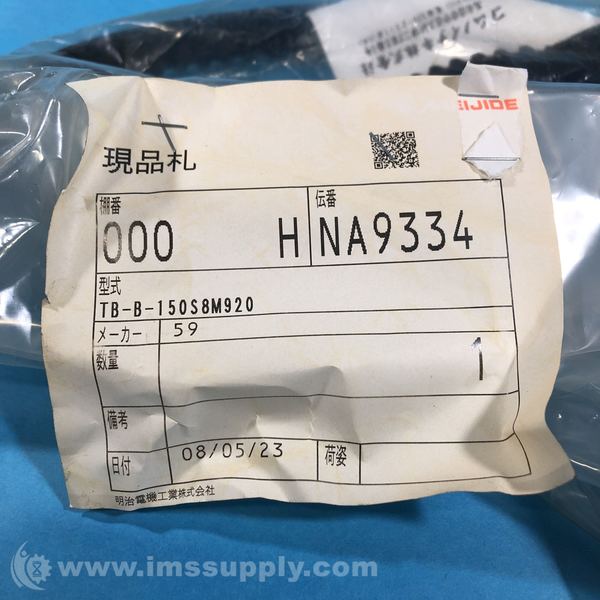 EIJIDE
現品札
棚番
伝番
000 H NA9334
型式
TB-B-150S8M920
メーカー 59
数量 1
備考
日付 08/05/23 荷姿
明治電機工業株式会社
www.imssupply.com